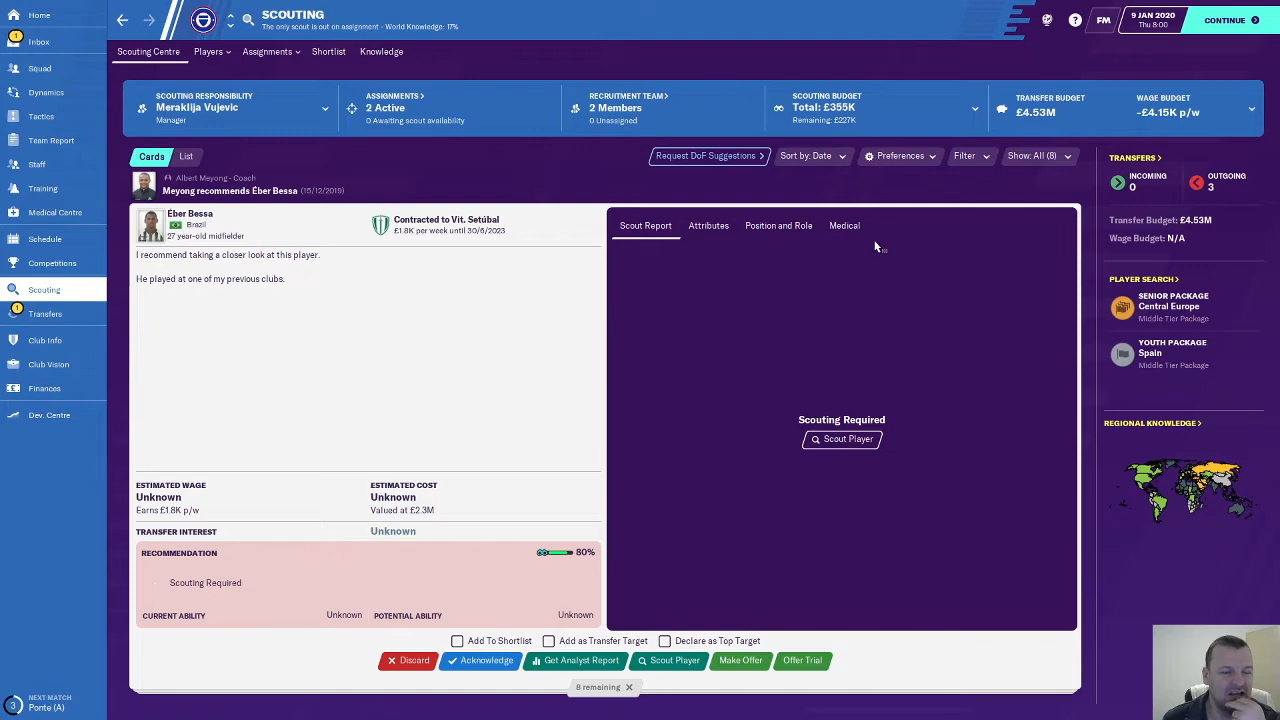 Home
SCOUTING
The only scout is out on assignment - World Knowledge: 17%
FM
9 JAN 2020
Thu 8:00
CONTINUE
1
Inbox
Squad
Dynamics
Tactics
Team Report
Staff
Training
Medical Centre
Schedule
Competitions
Scouting
1
Transfers
Club Info
Club Vision
Finances
Dev. Centre
3
NEXT MATCH
Ponte (A)
Scouting Centre
Players
Assignments
Shortlist
Knowledge
SCOUTING RESPONSIBILITY
Meraklija Vujevic
Manager
ASSIGNMENTS >
2 Active
0 Awaiting scout availability
RECRUITMENT TEAM >
2 Members
0 Unassigned
SCOUTING BUDGET
Total: £355K
Remaining: £227K
TRANSFER BUDGET
£4.53M
WAGE BUDGET
-£4.15K p/w
Cards
List
Request DoF Suggestions >
Sort by: Date
Preferences
Filter
Show: All (8)
Albert Meyong - Coach
Meyong recommends Éber Bessa (15/12/2019)
Éber Bessa
Brazil
27 year-old midfielder
Contracted to Vit. Setúbal
£1.8K per week until 30/6/2023
I recommend taking a closer look at this player.
He played at one of my previous clubs.
ESTIMATED WAGE
Unknown
Earns £1.8K p/w
ESTIMATED COST
Unknown
Valued at £2.3M
TRANSFER INTEREST
Unknown
RECOMMENDATION
80%
- Scouting Required
CURRENT ABILITY
Unknown
POTENTIAL ABILITY
Unknown
Scout Report
Attributes
Position and Role
Medical
Scouting Required
Scout Player
Add To Shortlist
Add as Transfer Target
Declare as Top Target
Discard
Acknowledge
Get Analyst Report
Scout Player
Make Offer
Offer Trial
8 remaining
TRANSFERS >
INCOMING
0
OUTGOING
3
Transfer Budget: £4.53M
Wage Budget: N/A
PLAYER SEARCH >
SENIOR PACKAGE
Central Europe
Middle Tier Package
YOUTH PACKAGE
Spain
Middle Tier Package
REGIONAL KNOWLEDGE >